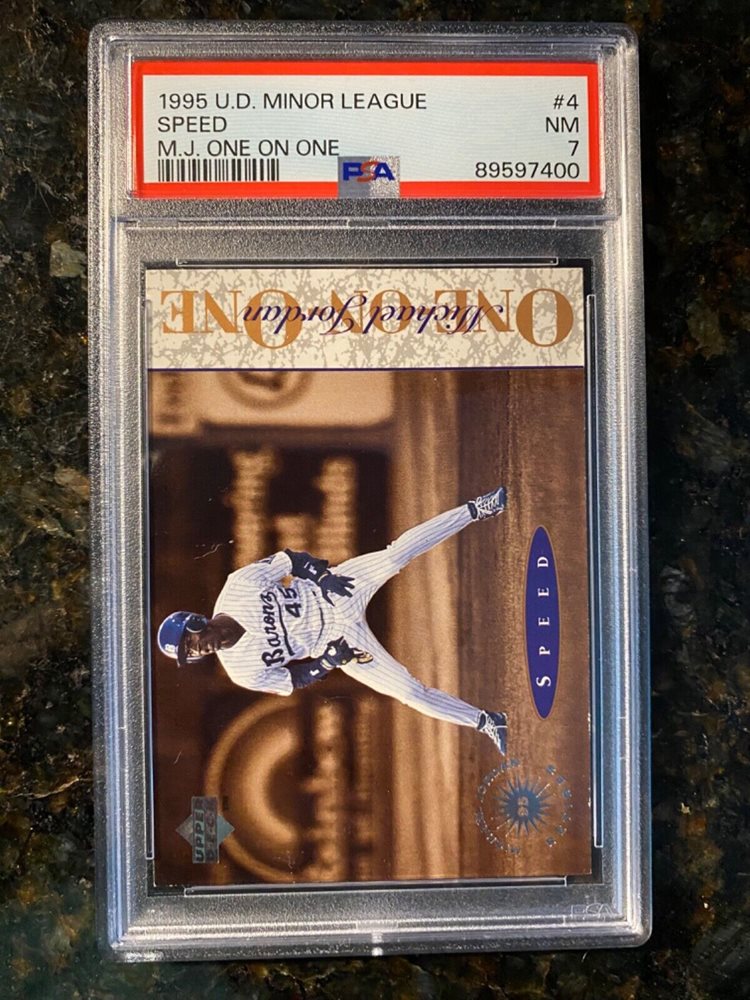 1995 U.D. MINOR LEAGUE #4
SPEED NM
M.J. ONE ON ONE 7
PSA 89597400
ONE ON ONE
Michael Jordan
Barons
45
SPEED
UPPER
DECK